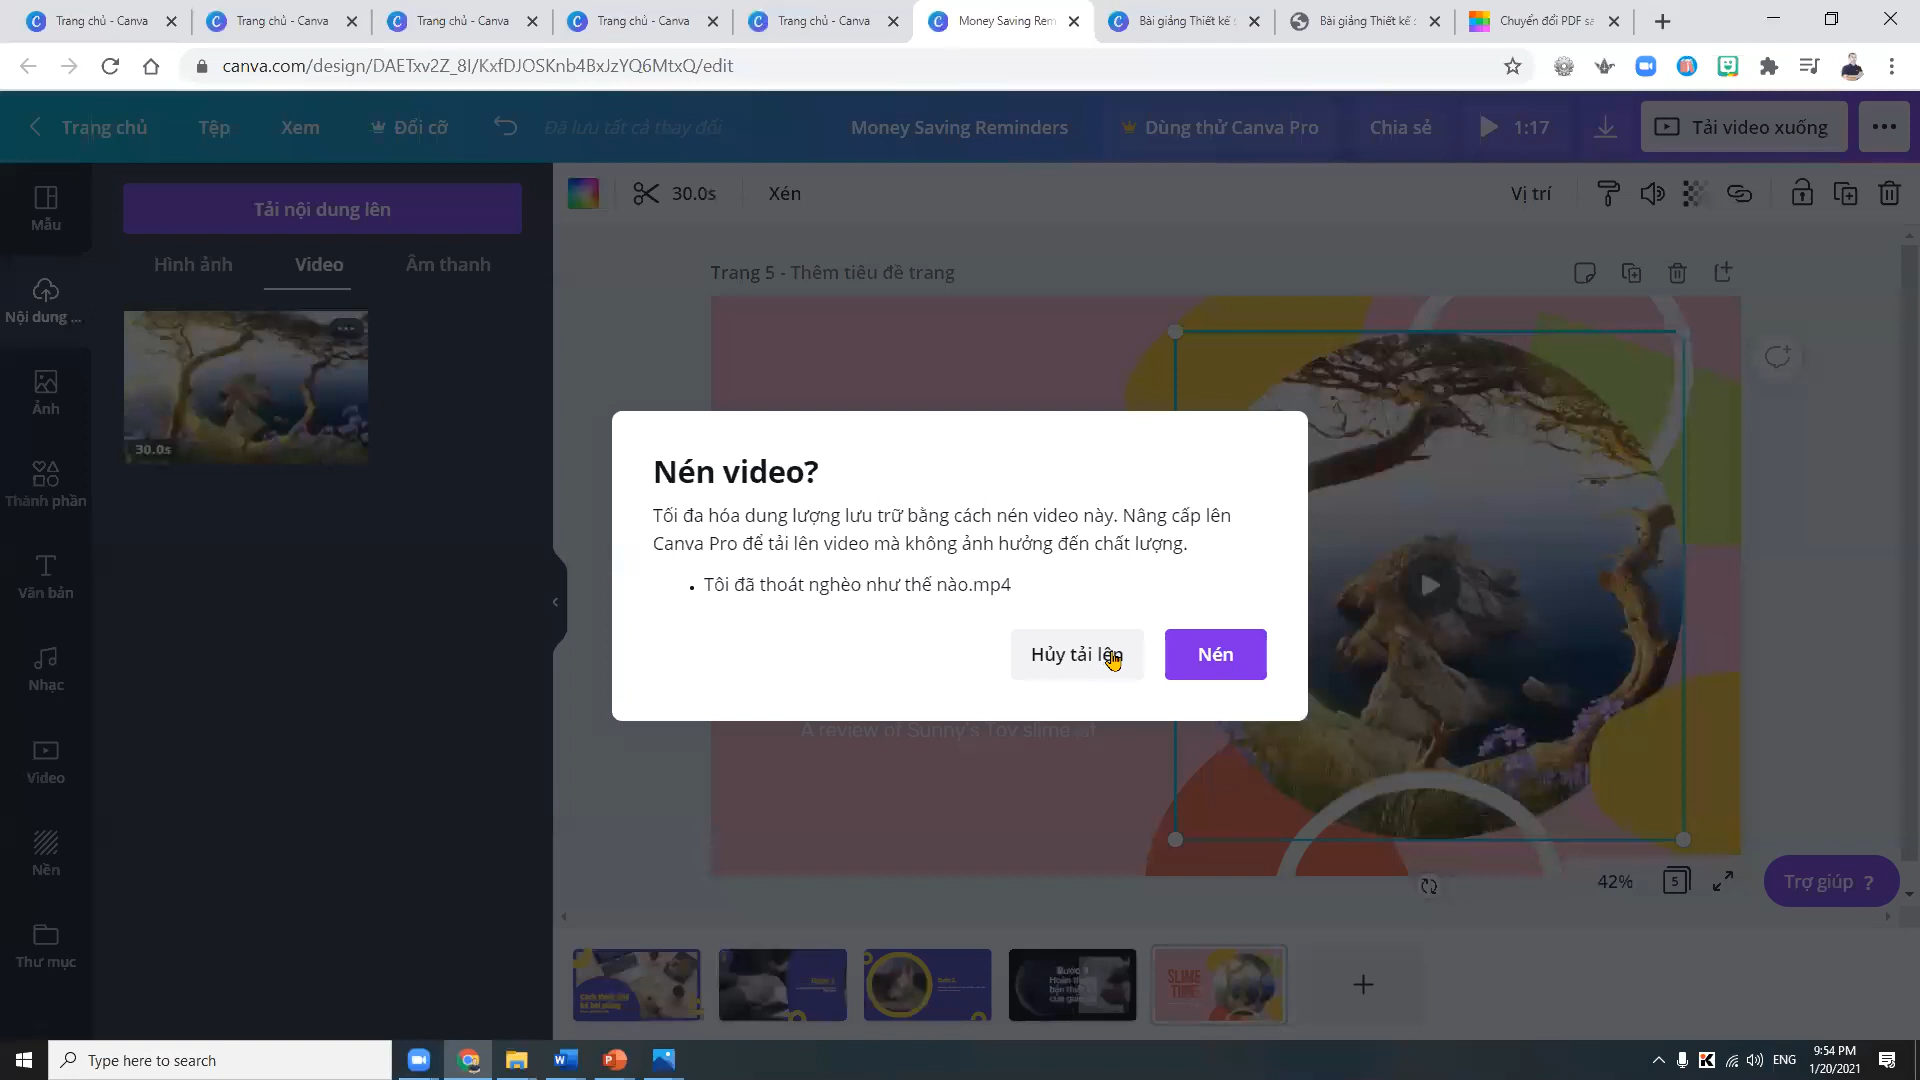 Trang chủ - Canva
Trang chủ - Canva
Trang chủ - Canva
Trang chủ - Canva
Trang chủ - Canva
Money Saving Rem
Bài giảng Thiết kế
Bài giảng Thiết kế
Chuyển đổi PDF sa
canva.com/design/DAETxv2Z_8I/KxfDJOSKnb4BxJzYQ6MtxQ/edit
Trang chủ
Tệp
Xem
Đổi cỡ
Đã lưu tất cả thay đổi
Money Saving Reminders
Dùng thử Canva Pro
Chia sẻ
1:17
Tải video xuống
Mẫu
Nội dung ...
Ảnh
Thành phần
Văn bản
Nhạc
Video
Nền
Thư mục
Tải nội dung lên
Hình ảnh
Video
Âm thanh
30.0s
30.0s
Xén
Vị trí
Trang 5 - Thêm tiêu đề trang
Nén video?
Tối đa hóa dung lượng lưu trữ bằng cách nén video này. Nâng cấp lên
Canva Pro để tải lên video mà không ảnh hưởng đến chất lượng.
• Tôi đã thoát nghèo như thế nào.mp4
Hủy tải lên
Nén
A review of Sunny's Toy slime
42%
5
Trợ giúp ?
SLIME
TIME
Type here to search
ENG
9:54 PM
1/20/2021